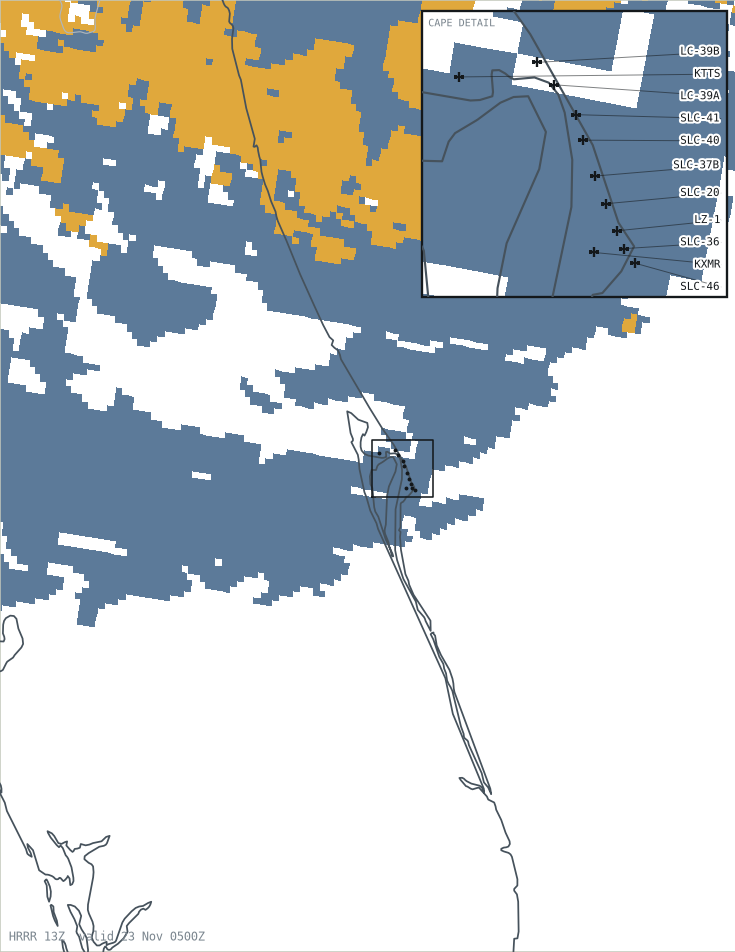 CAPE DETAIL
LC-39B
KTTS
LC-39A
SLC-41
SLC-40
SLC-37B
SLC-20
LZ-1
SLC-36
KXMR
SLC-46
HRRR 13Z  valid 23 Nov 0500Z